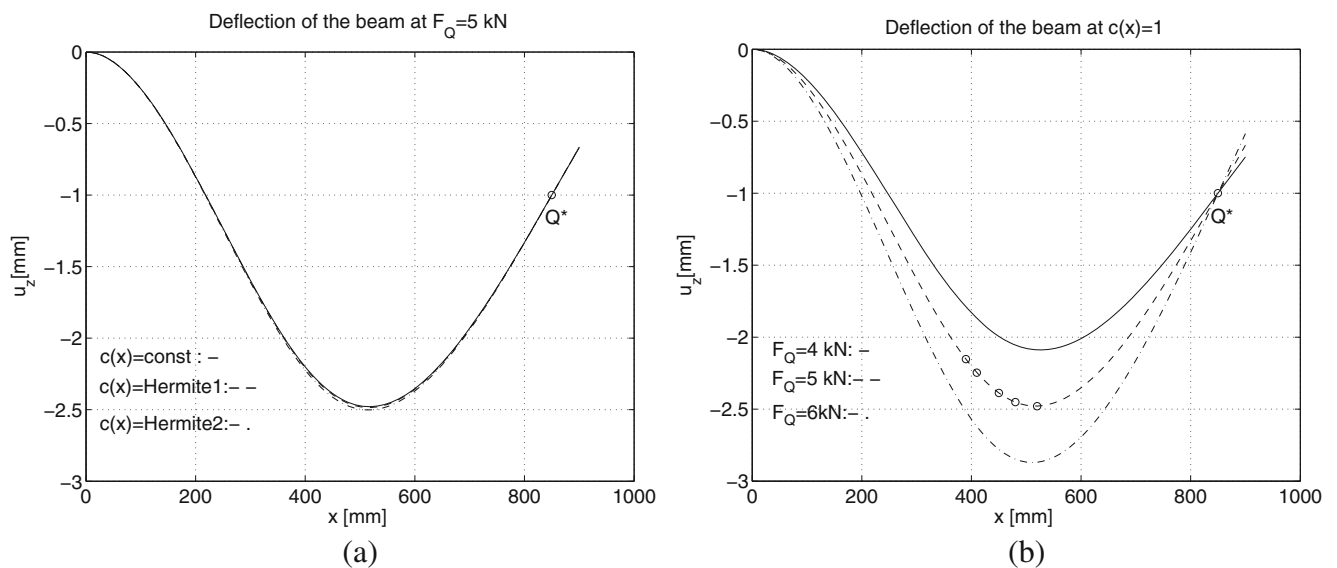 Deflection of the beam at F_Q=5 kN
0
−0.5
−1
−1.5
−2
−2.5
−3
u_z[mm]
Q*
c(x)=const : −
c(x)=Hermite1:− −
c(x)=Hermite2:− .
0 200 400 600 800 1000
x [mm]
(a)
Deflection of the beam at c(x)=1
0
−0.5
−1
−1.5
−2
−2.5
−3
u_z[mm]
Q*
F_Q=4 kN: −
F_Q=5 kN:− −
F_Q=6kN:− .
0 200 400 600 800 1000
x [mm]
(b)